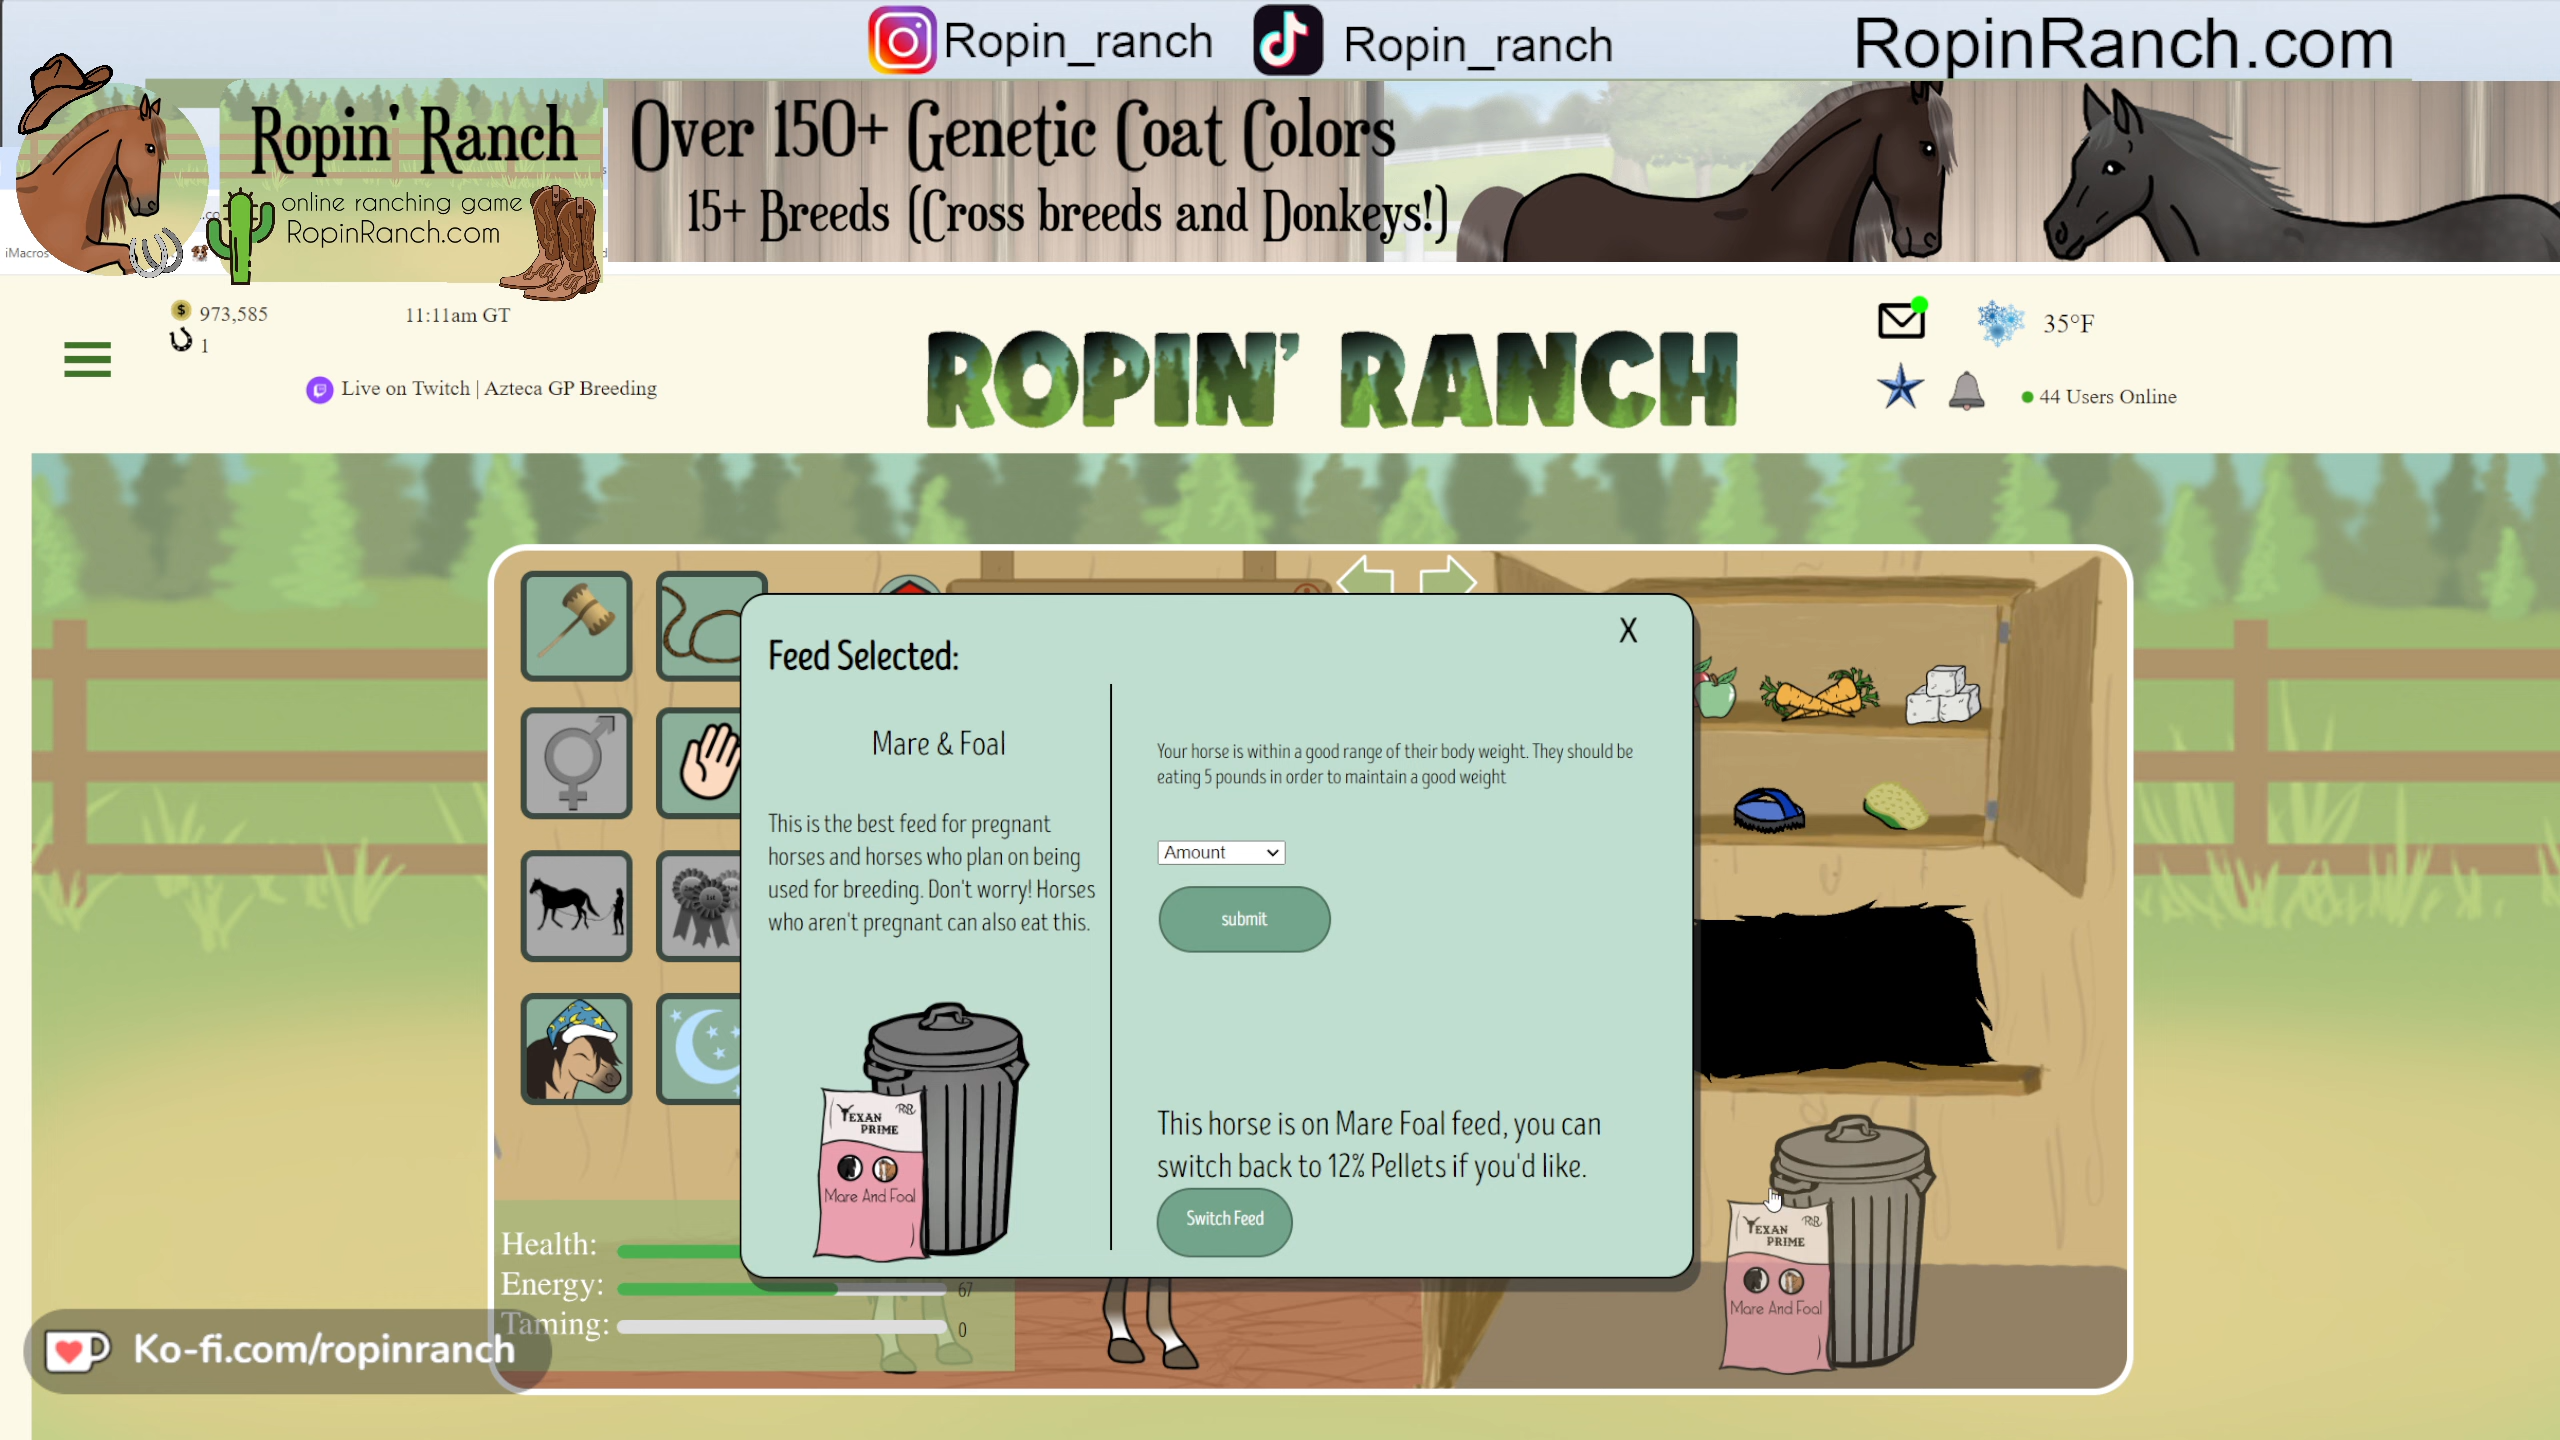 Ropin_ranch
Ropin_ranch
RopinRanch.com
Ropin' Ranch
online ranching game
RopinRanch.com
iMacros
Over 150+ Genetic Coat Colors
15+ Breeds (Cross breeds and Donkeys!)
973,585
1
11:11am GT
Live on Twitch | Azteca GP Breeding
ROPIN' RANCH
35°F
44 Users Online
Feed Selected:
X
Mare & Foal
This is the best feed for pregnant
horses and horses who plan on being
used for breeding. Don't worry! Horses
who aren't pregnant can also eat this.
TEXAN
PRIME
RR
Mare And Foal
Your horse is within a good range of their body weight. They should be
eating 5 pounds in order to maintain a good weight
Amount
submit
This horse is on Mare Foal feed, you can
switch back to 12% Pellets if you'd like.
Switch Feed
Health:
Energy:
67
Taming:
0
TEXAN
PRIME
RR
Mare And Foal
Ko-fi.com/ropinranch